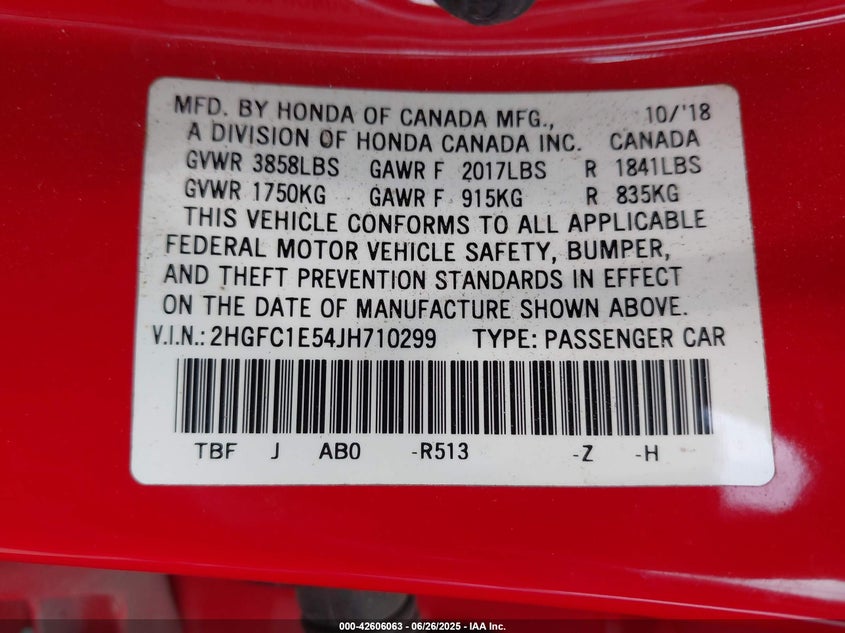 MFD. BY HONDA OF CANADA MFG., 10/'18
A DIVISION OF HONDA CANADA INC. CANADA
GVWR 3858LBS GAWR F 2017LBS R 1841LBS
GVWR 1750KG GAWR F 915KG R 835KG
THIS VEHICLE CONFORMS TO ALL APPLICABLE
FEDERAL MOTOR VEHICLE SAFETY, BUMPER,
AND THEFT PREVENTION STANDARDS IN EFFECT
ON THE DATE OF MANUFACTURE SHOWN ABOVE.
V.I.N.: 2HGFC1E54JH710299 TYPE: PASSENGER CAR
TBF J AB0 -R513 -Z -H
000-42606063 | 06/26/2025 - IAA Inc.